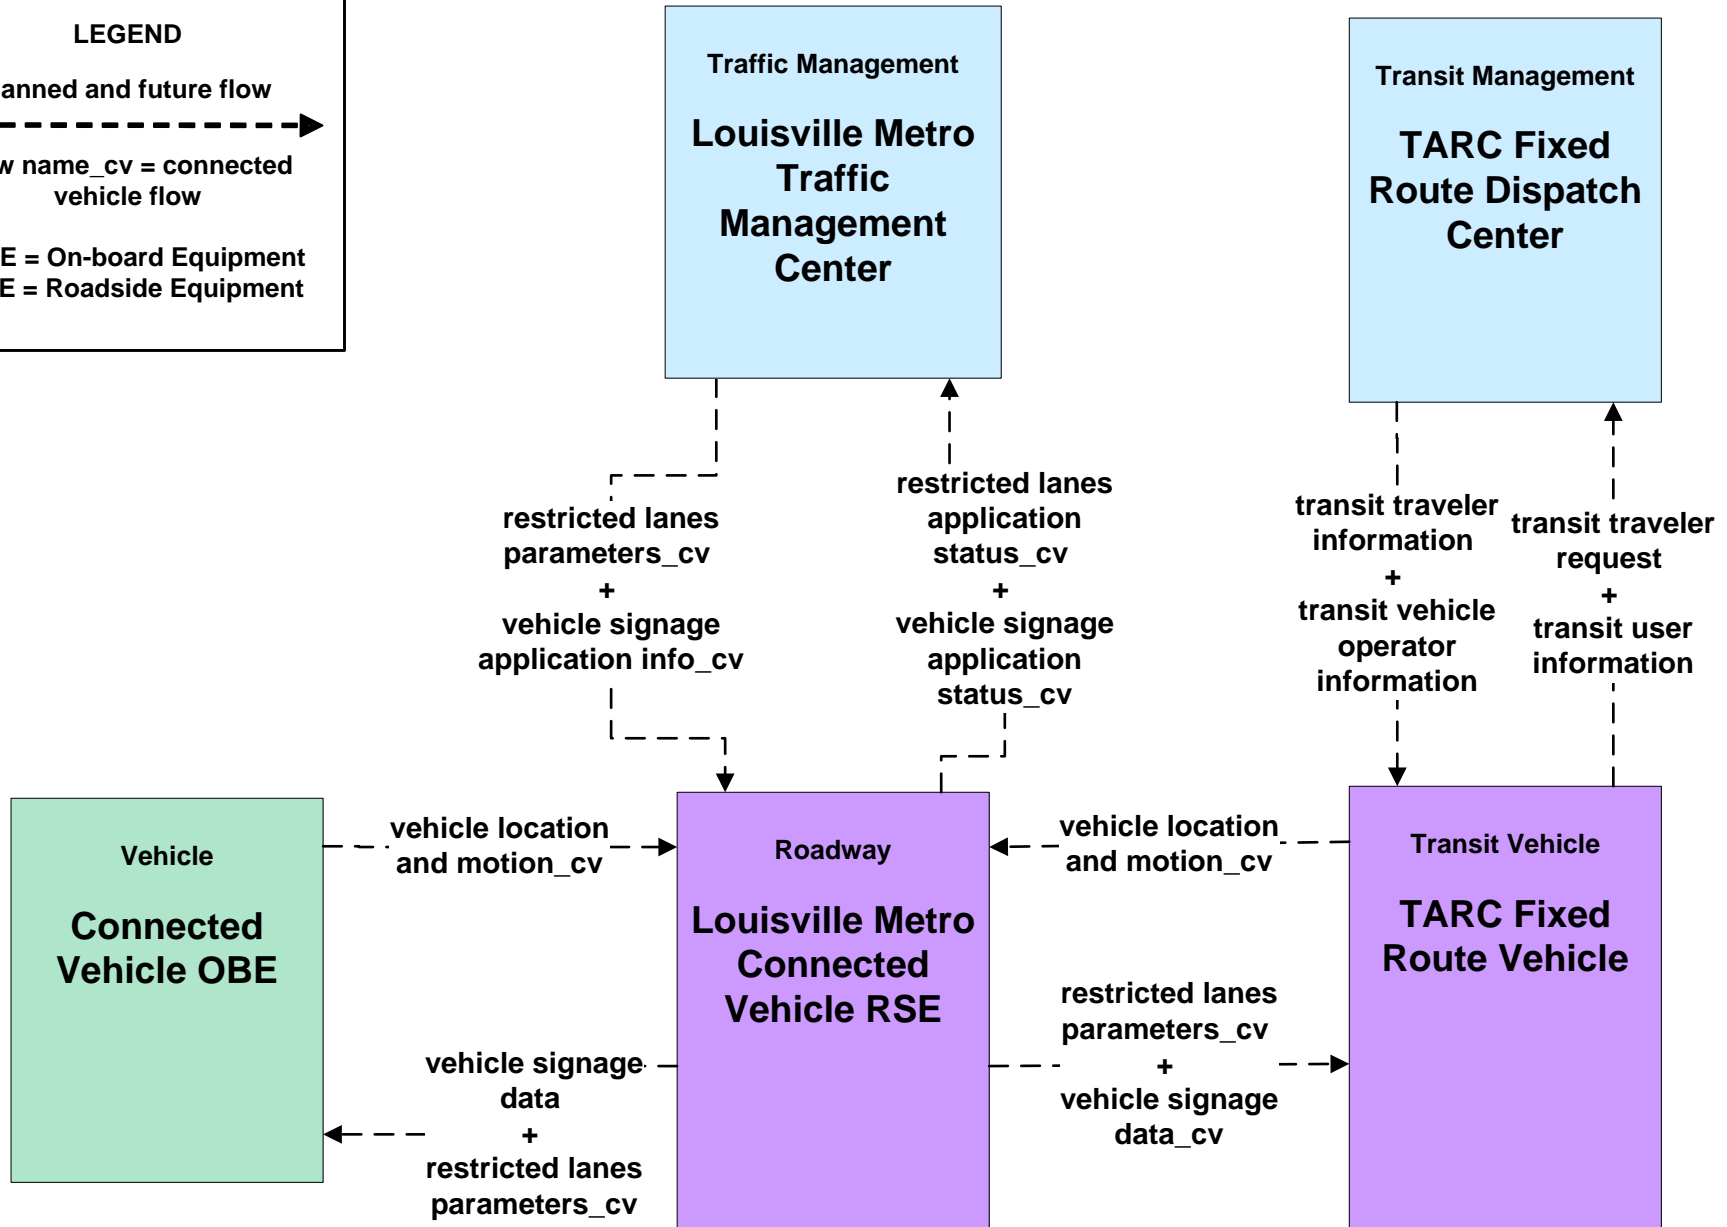 LEGEND
anned and future flow
w name_cv = connected
vehicle flow
E = On-board Equipment
E = Roadside Equipment
Traffic Management
Louisville Metro
Traffic
Management
Center
Transit Management
TARC Fixed
Route Dispatch
Center
restricted lanes
parameters_cv
+
vehicle signage
application info_cv
restricted lanes
application
status_cv
+
vehicle signage
application
status_cv
transit traveler
information
+
transit vehicle
operator
information
transit traveler
request
+
transit user
information
Vehicle
Connected
Vehicle OBE
vehicle location
and motion_cv
Roadway
Louisville Metro
Connected
Vehicle RSE
vehicle location
and motion_cv
Transit Vehicle
TARC Fixed
Route Vehicle
vehicle signage
data
+
restricted lanes
parameters_cv
restricted lanes
parameters_cv
+
vehicle signage
data_cv